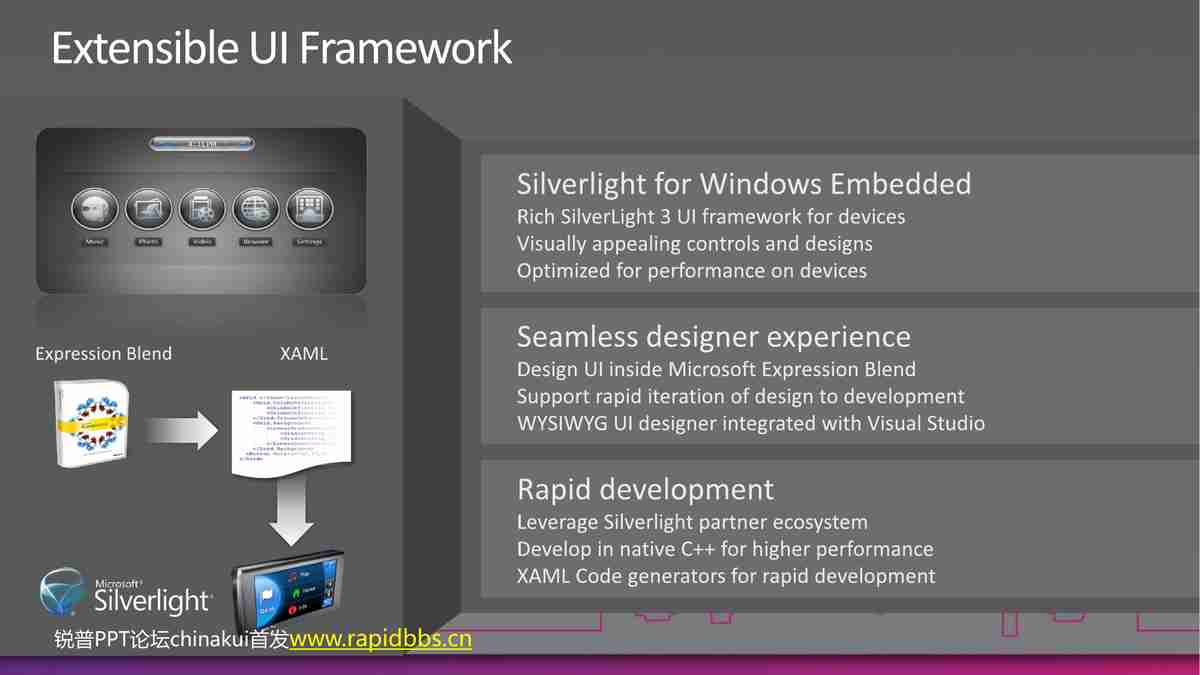 Extensible UI Framework
Music
Photo
Video
Browser
Settings
Expression Blend
XAML
Microsoft®
Silverlight®
Silverlight for Windows Embedded
Rich SilverLight 3 UI framework for devices
Visually appealing controls and designs
Optimized for performance on devices
Seamless designer experience
Design UI inside Microsoft Expression Blend
Support rapid iteration of design to development
WYSIWYG UI designer integrated with Visual Studio
Rapid development
Leverage Silverlight partner ecosystem
Develop in native C++ for higher performance
XAML Code generators for rapid development
锐普PPT论坛chinakui首发www.rapidbbs.cn